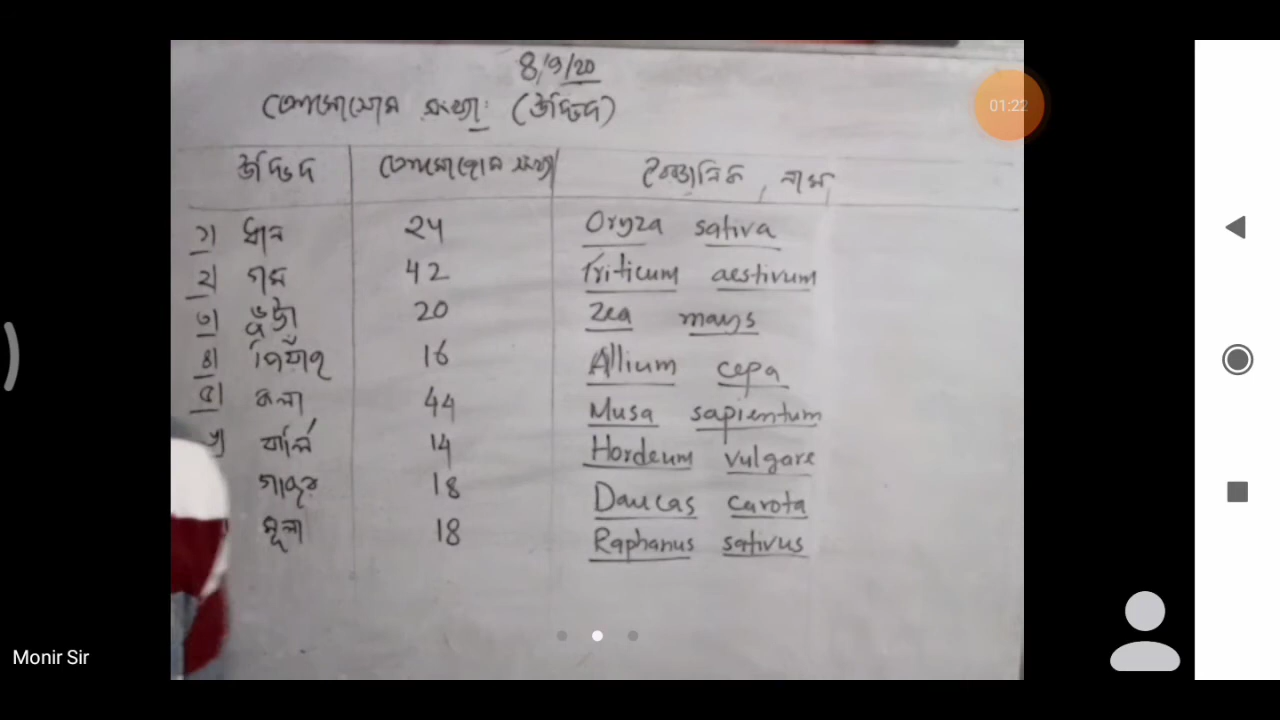 8/9/20
01:22
ক্রোমোসোম সংখ্যা: (উদ্ভিদ)
উদ্ভিদ ক্রোমোজোম সংখ্যা বৈজ্ঞানিক নাম
১) ধান 24 Oryza sativa
২) গম 42 Triticum aestivum
৩) ভুট্টা 20 Zea mays
৪) পিয়াঁজ 16 Allium cepa
৫) কলা 44 Musa sapientum
৬) বার্লি 14 Hordeum vulgare
গাজর 18 Daucas carota
মূলা 18 Raphanus sativus
Monir Sir